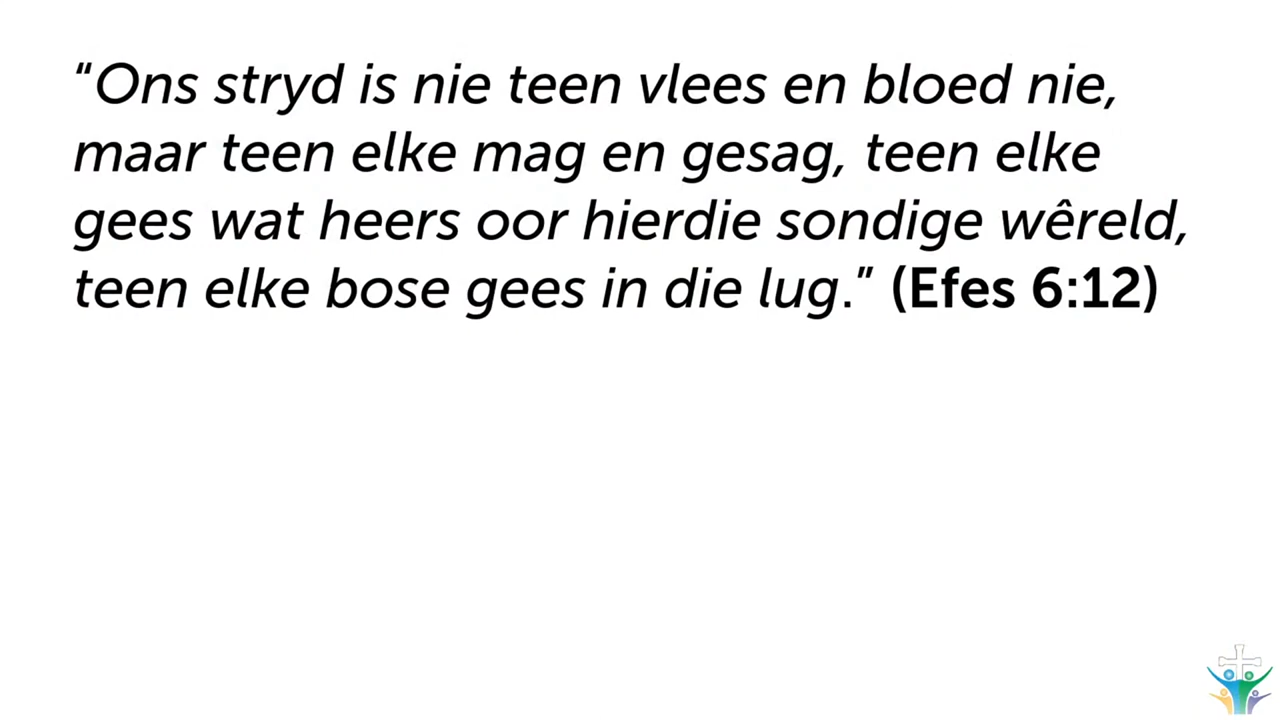 “Ons stryd is nie teen vlees en bloed nie,
maar teen elke mag en gesag, teen elke
gees wat heers oor hierdie sondige wêreld,
teen elke bose gees in die lug.” (Efes 6:12)